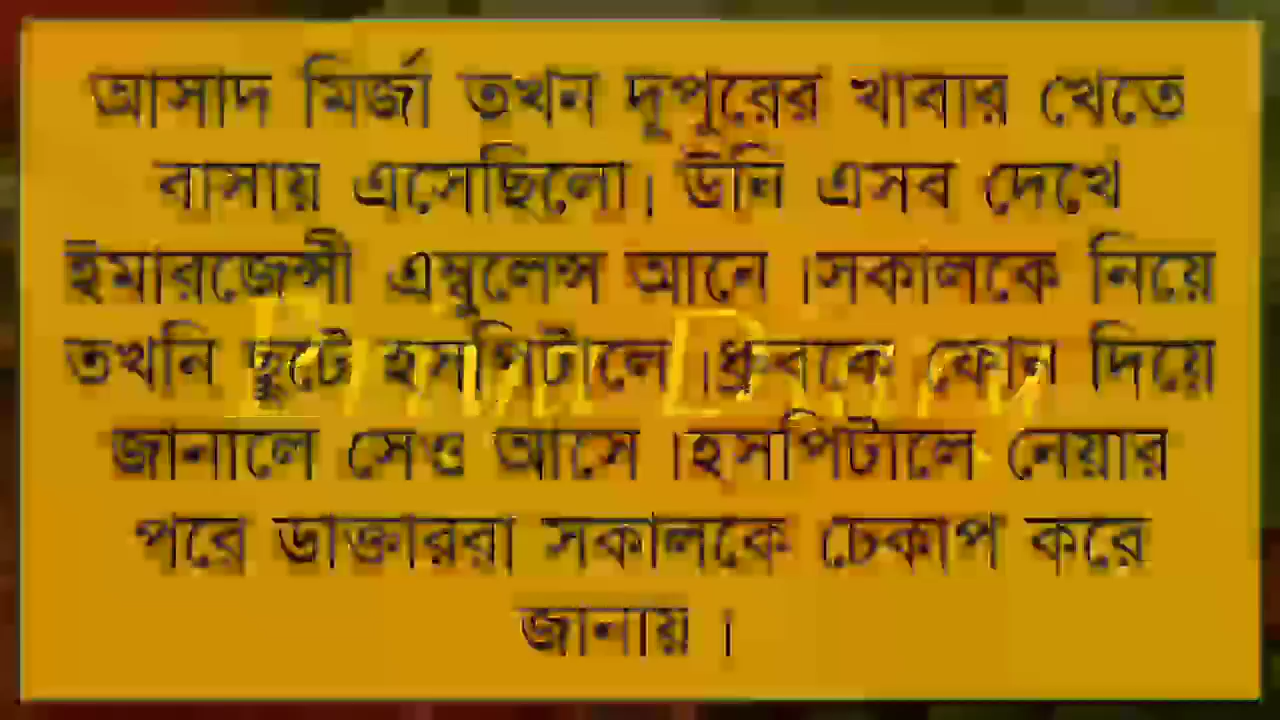 আসাদ মির্জা তখন দূপুরের খাবার খেতে
বাসায় এসেছিলো। উনি এসব দেখে
ইমারজেন্সী এম্বুলেন্স আনে ।সকালকে নিয়ে
তখনি ছুটে হসপিটালে ।ধ্রুবকে ফোন দিয়ে
জানালে সেও আসে ।হসপিটালে নেয়ার
পরে ডাক্তাররা সকালকে চেকাপ করে
জানায় ।